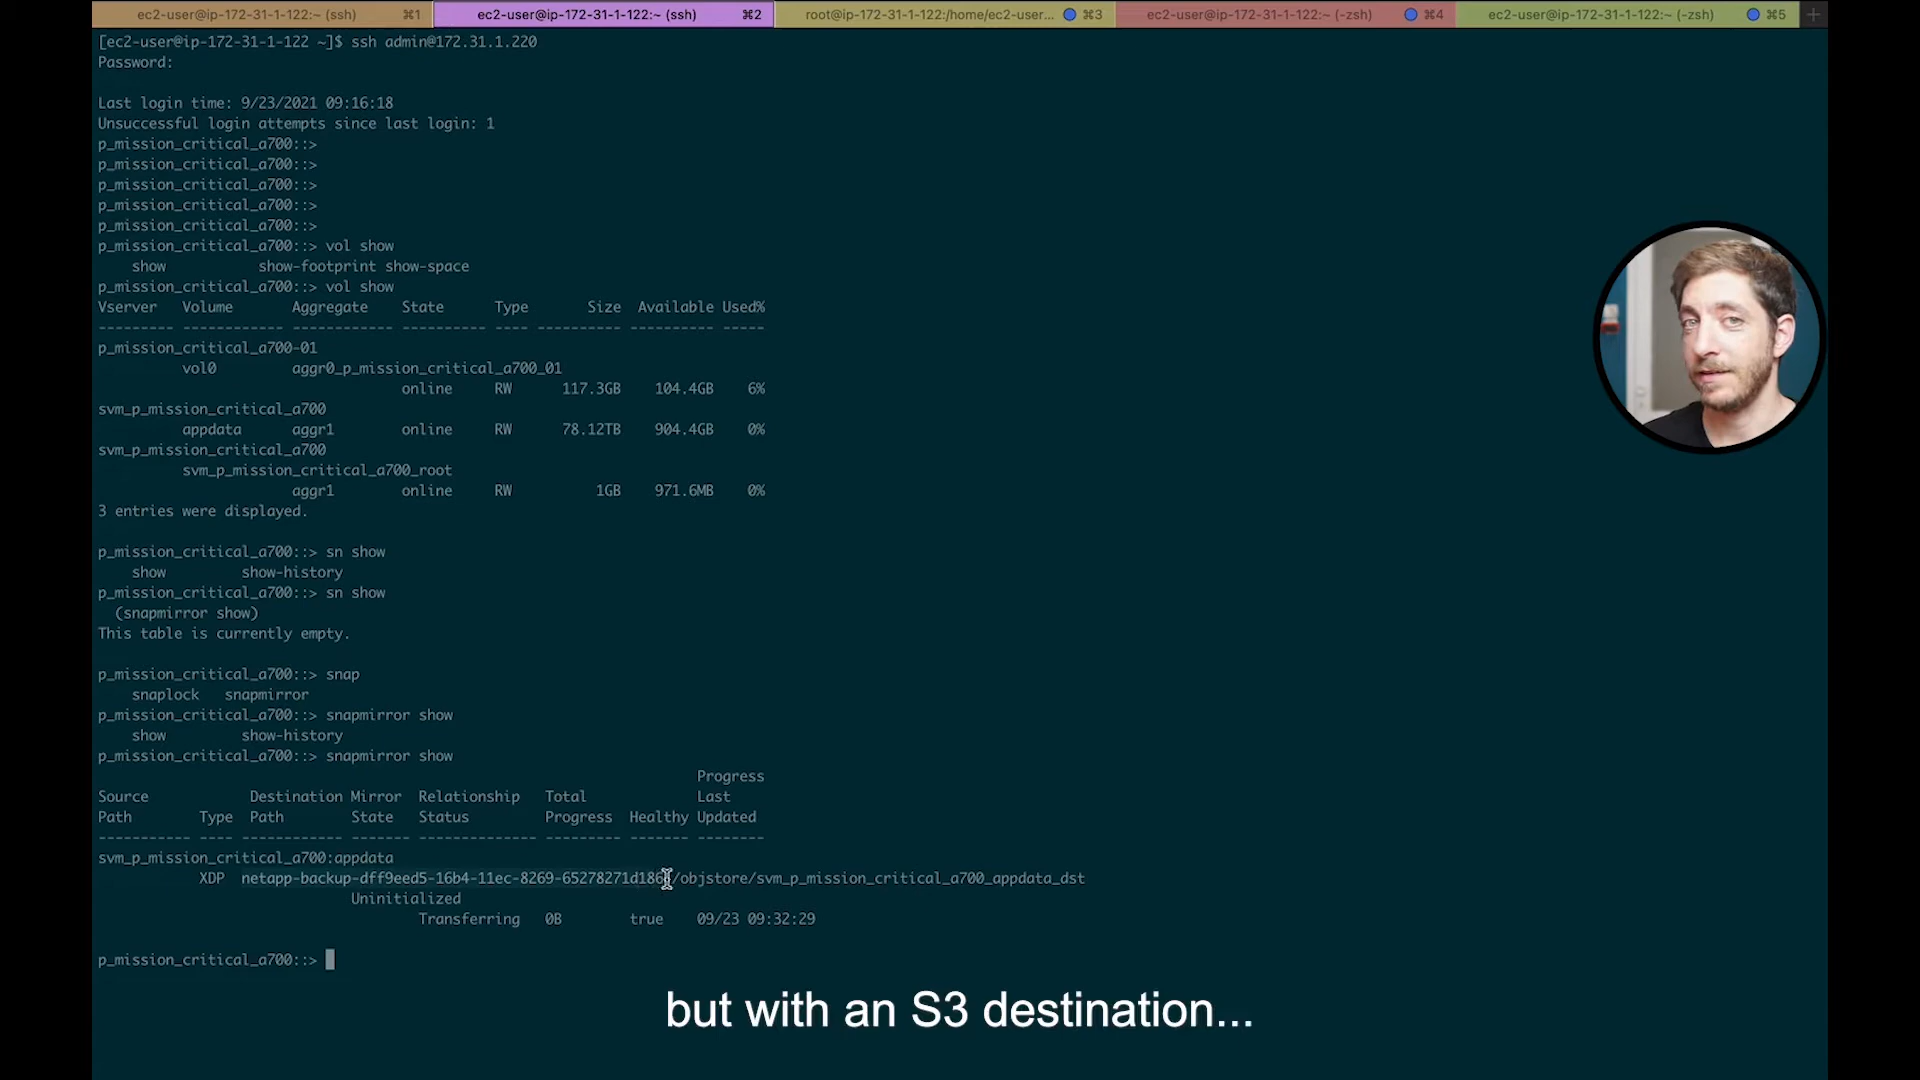 ec2-user@ip-172-31-1-122:~ (ssh) ⌘1 ec2-user@ip-172-31-1-122:~ (ssh) ⌘2 root@ip-172-31-1-122:/home/ec2-user... ⌘3 ec2-user@ip-172-31-1-122:~ (-zsh) ⌘4 ec2-user@ip-172-31-1-122:~ (-zsh) ⌘5 +
[ec2-user@ip-172-31-1-122 ~]$ ssh admin@172.31.1.220
Password:
Last login time: 9/23/2021 09:16:18
Unsuccessful login attempts since last login: 1
p_mission_critical_a700::>
p_mission_critical_a700::>
p_mission_critical_a700::>
p_mission_critical_a700::>
p_mission_critical_a700::>
p_mission_critical_a700::> vol show
show show-footprint show-space
p_mission_critical_a700::> vol show
Vserver Volume Aggregate State Type Size Available Used%
--------- ------------ ------------ ---------- ---- ---------- ---------- -----
p_mission_critical_a700-01
vol0 aggr0_p_mission_critical_a700_01
online RW 117.3GB 104.4GB 6%
svm_p_mission_critical_a700
appdata aggr1 online RW 78.12TB 904.4GB 0%
svm_p_mission_critical_a700
svm_p_mission_critical_a700_root
aggr1 online RW 1GB 971.6MB 0%
3 entries were displayed.
p_mission_critical_a700::> sn show
show show-history
p_mission_critical_a700::> sn show
(snapmirror show)
This table is currently empty.
p_mission_critical_a700::> snap
snaplock snapmirror
p_mission_critical_a700::> snapmirror show
show show-history
p_mission_critical_a700::> snapmirror show
Progress
Source Destination Mirror Relationship Total Last
Path Type Path State Status Progress Healthy Updated
----------- ---- ------------ ------- -------------- --------- ------- --------
svm_p_mission_critical_a700:appdata
XDP /objstore/svm_p_mission_critical_a700_appdata_dst
Uninitialized
Transferring 0B true 09/23 09:32:29
p_mission_critical_a700::>
but with an S3 destination...